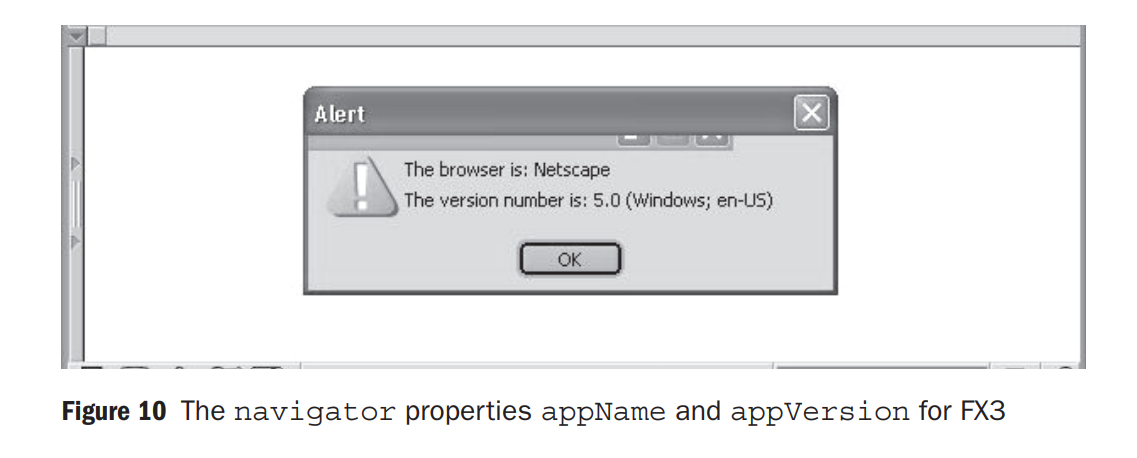 Alert
The browser is: Netscape
The version number is: 5.0 (Windows; en-US)
OK
Figure 10 The navigator properties appName and appVersion for FX3